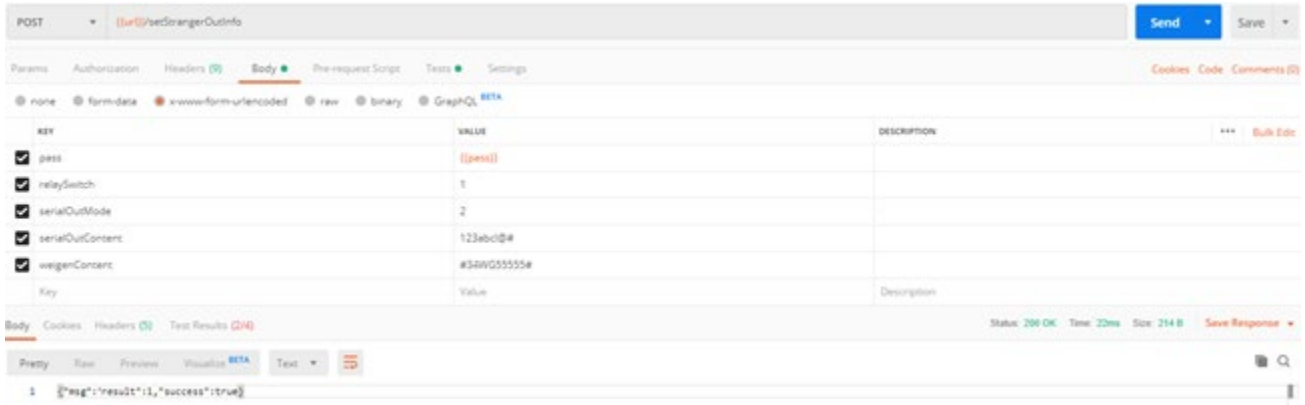 POST {{url}}/setStrangerOutInfo Send Save
Params Authorization Headers (9) Body Pre-request Script Tests Settings Cookies Code Comments (0)
none form-data x-www-form-urlencoded raw binary GraphQL BETA
KEY VALUE DESCRIPTION ••• Bulk Edit
pass {{pass}}
relaySwitch 1
serialOutMode 2
serialOutContent
weigenContent #34WG55555#
Key Value Description
Body Cookies Headers (5) Test Results (2/4) Status: 200 OK Time: 22ms Size: 214 B Save Response
Pretty Raw Preview Visualize BETA Text
1 {"msg":"result":1,"success":true}